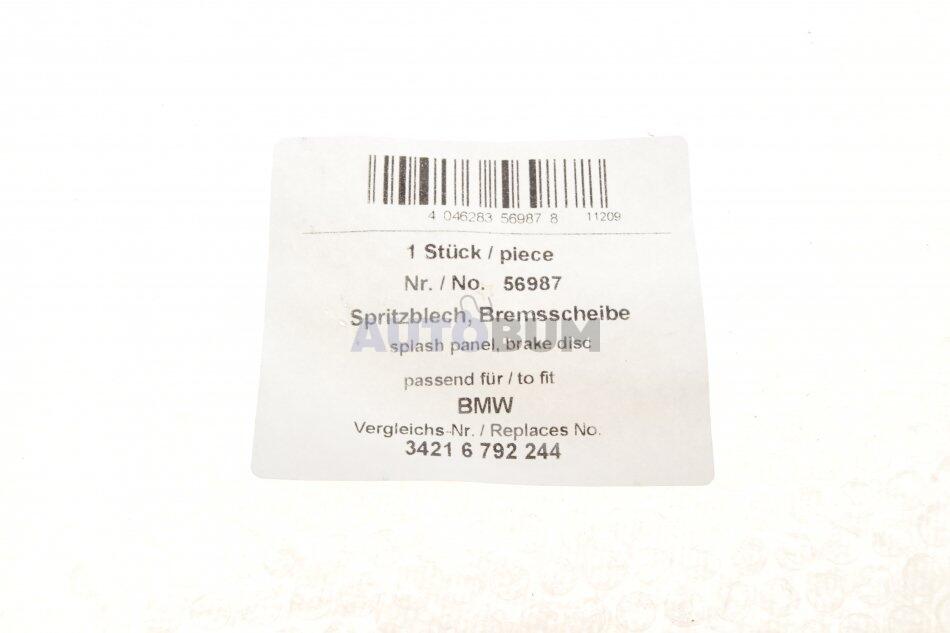 4 046283 56987 8 11209
1 Stück / piece
Nr. / No. 56987
Spritzblech, Bremsscheibe
AUTOBUM
splash panel, brake disc
passend für / to fit
BMW
Vergleichs-Nr. / Replaces No.
3421 6 792 244